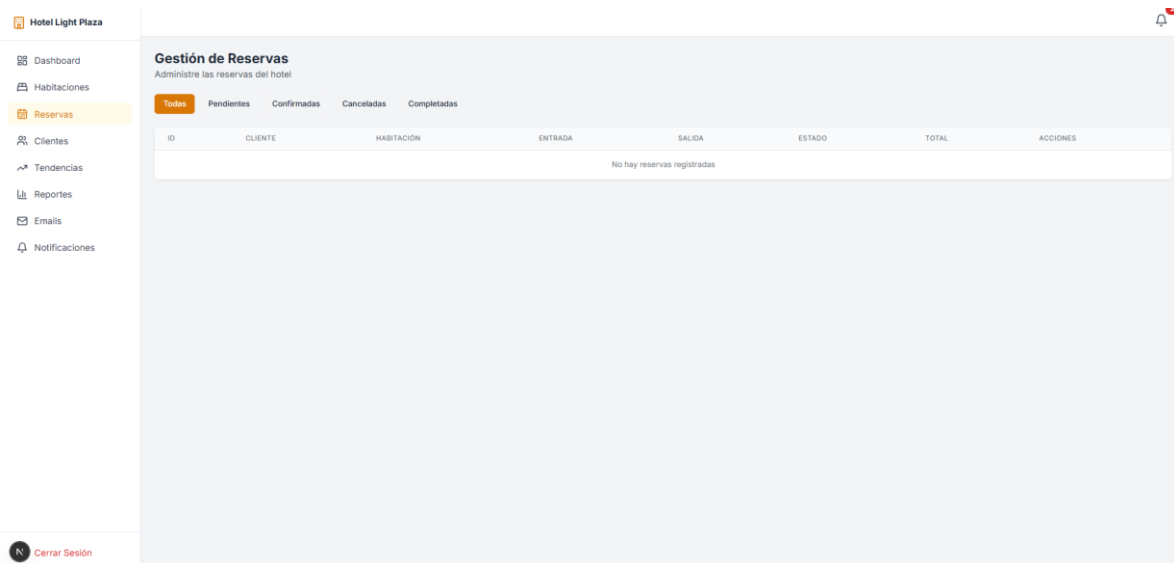 Hotel Light Plaza
Dashboard
Habitaciones
Reservas
Clientes
Tendencias
Reportes
Emails
Notificaciones
N Cerrar Sesión
Gestión de Reservas
Administre las reservas del hotel
Todas Pendientes Confirmadas Canceladas Completadas
ID CLIENTE HABITACIÓN ENTRADA SALIDA ESTADO TOTAL ACCIONES
No hay reservas registradas